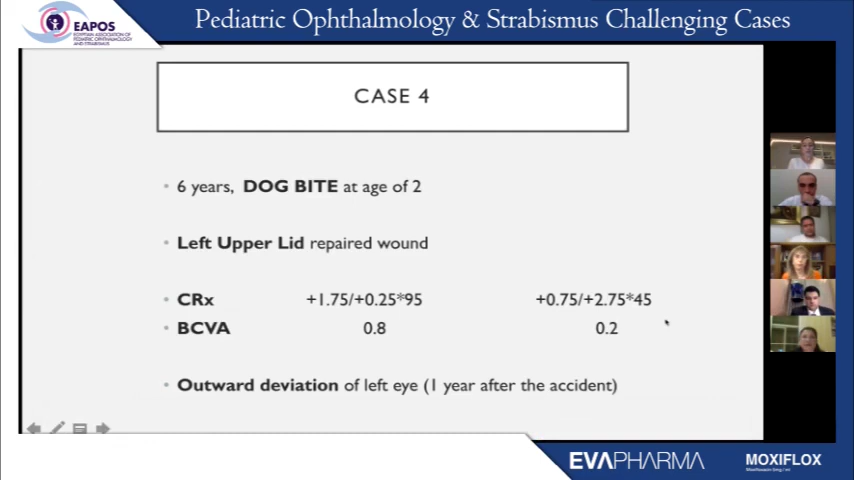 EAPOS
EGYPTIAN ASSOCIATION OF
PEDIATRIC OPHTHALMOLOGY
AND STRABISMUS
Pediatric Ophthalmology & Strabismus Challenging Cases
CASE 4
• 6 years, DOG BITE at age of 2
• Left Upper Lid repaired wound
• CRx +1.75/+0.25*95 +0.75/+2.75*45
• BCVA 0.8 0.2
• Outward deviation of left eye (1 year after the accident)
EVAPHARMA
MOXIFLOX